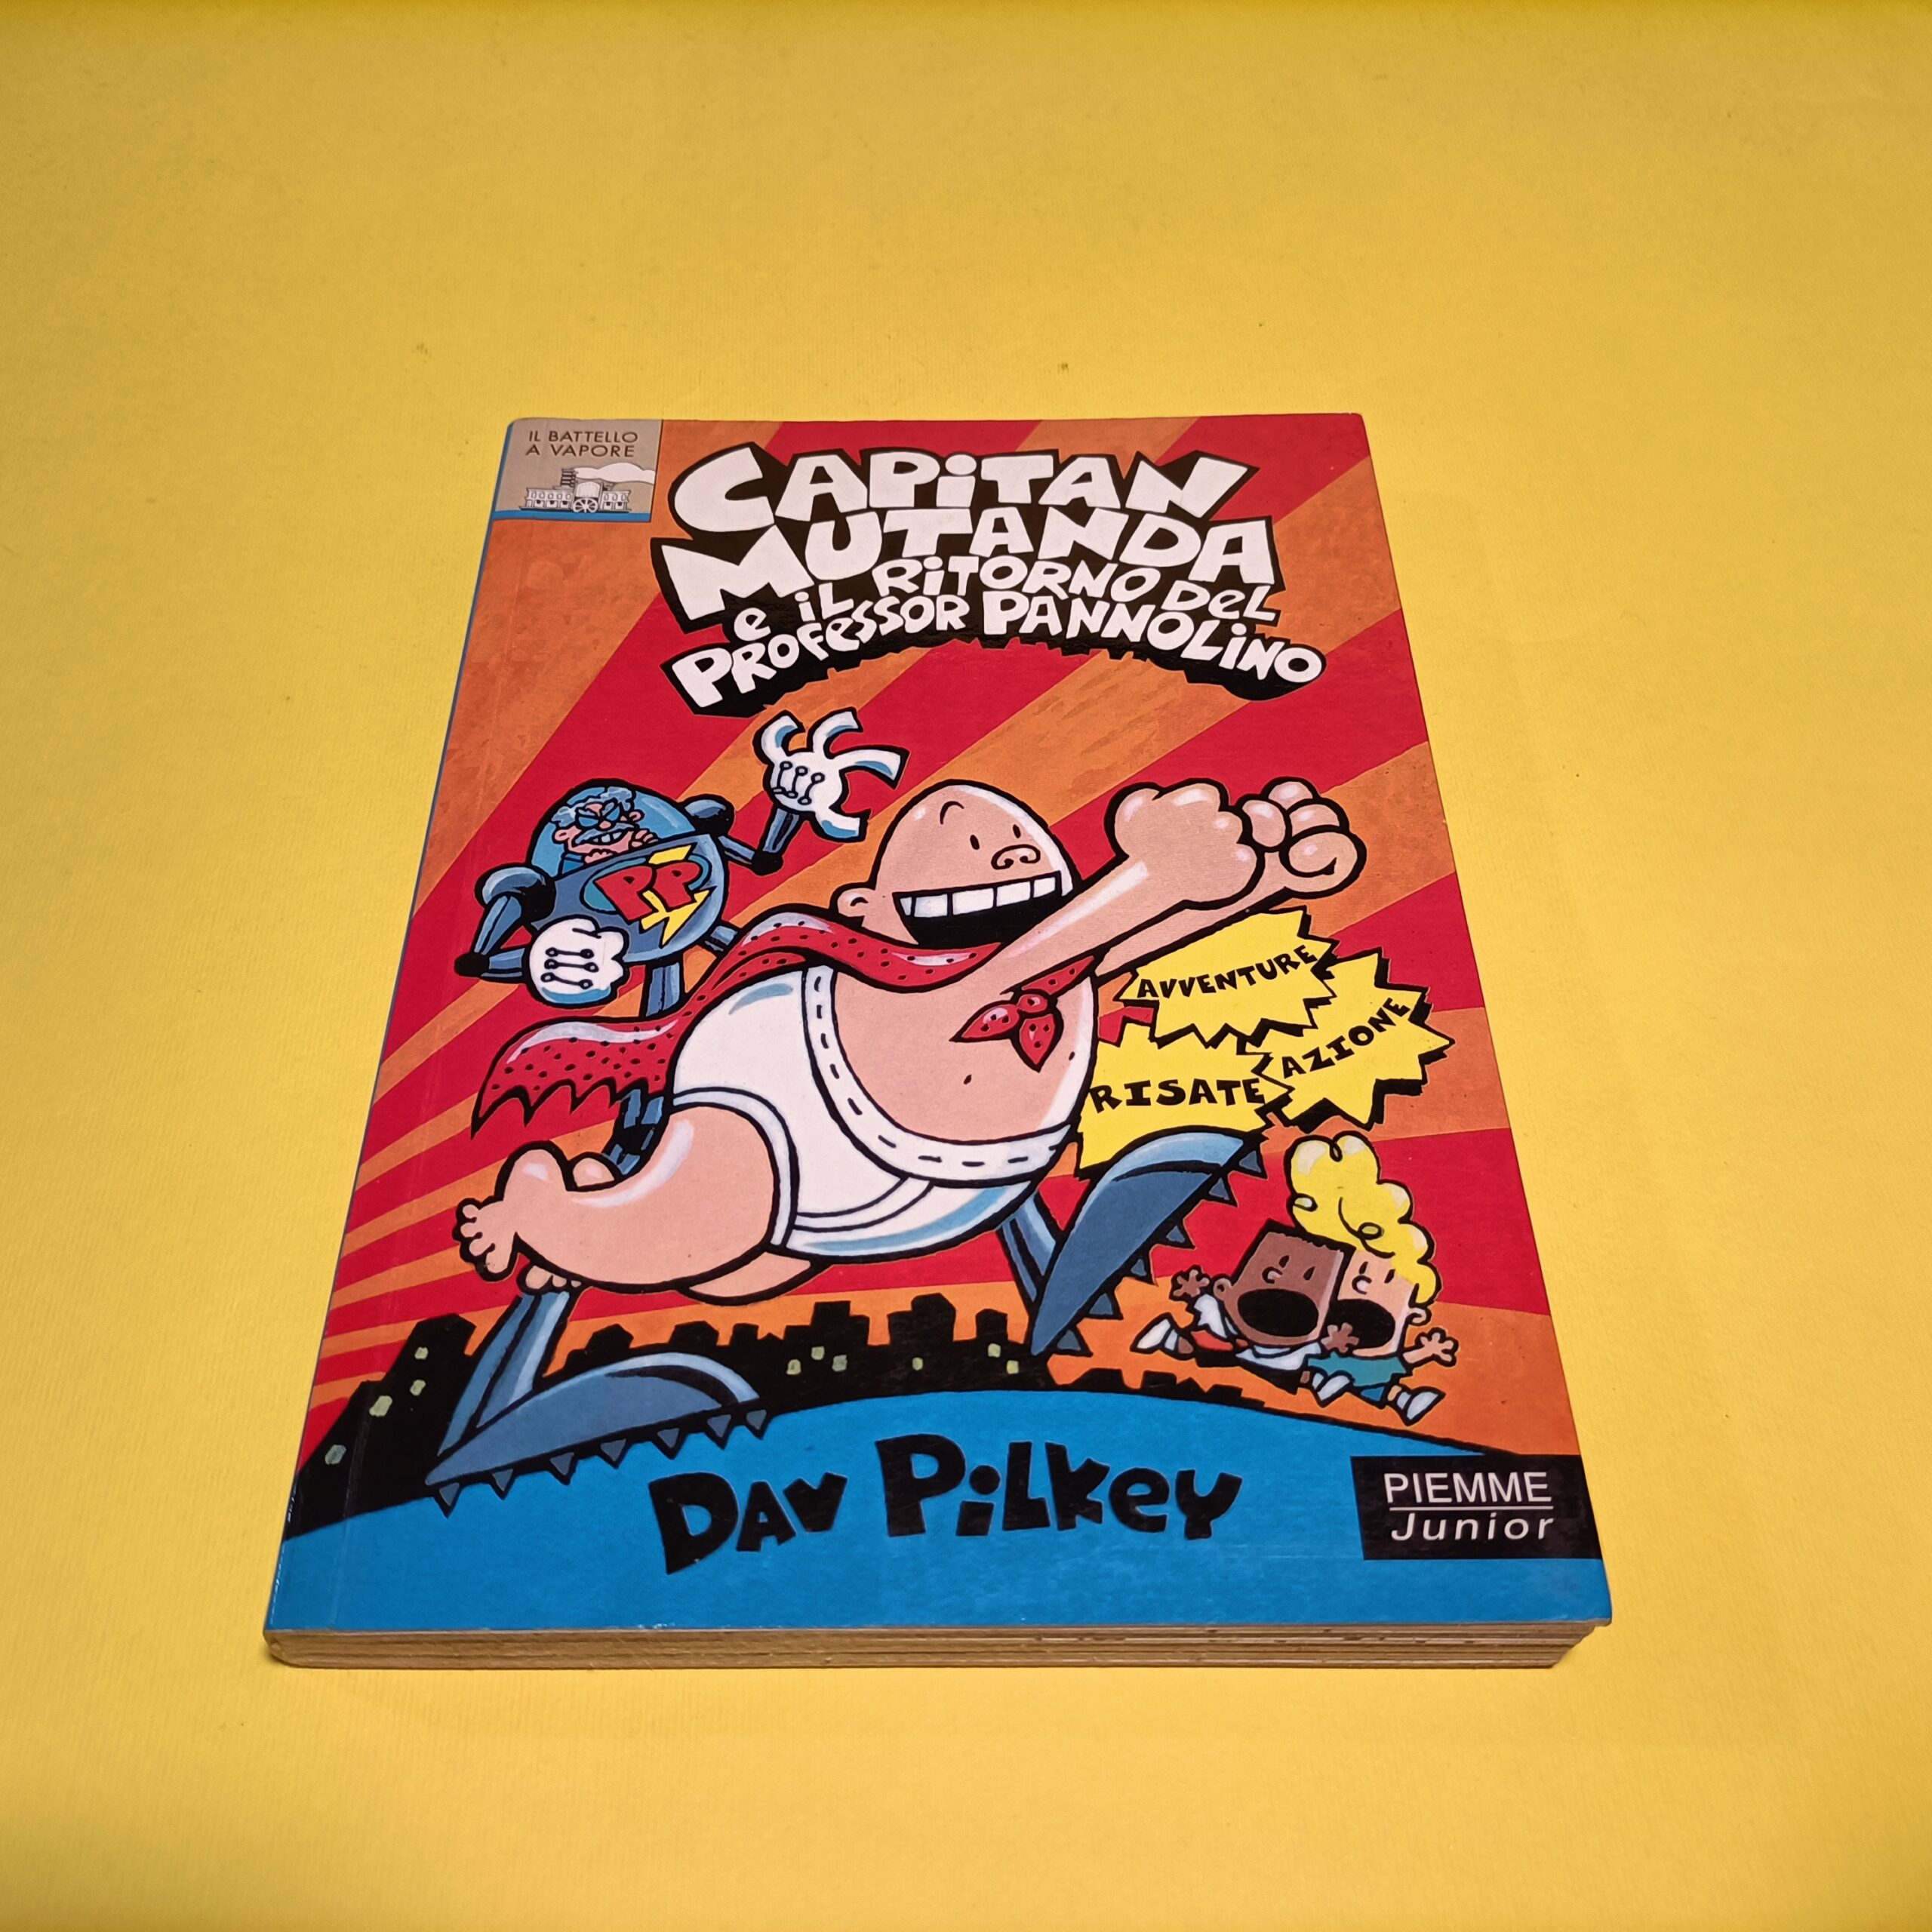 IL BATTELLO
A VAPORE
CAPiTAN
MUTANDA
e iL RiTORNO DeL
PROFeSSOR PANNOLiNO
PP
AVVENTURE
AZIONE
RISATE
DAV PiLKey
PIEMME
Junior